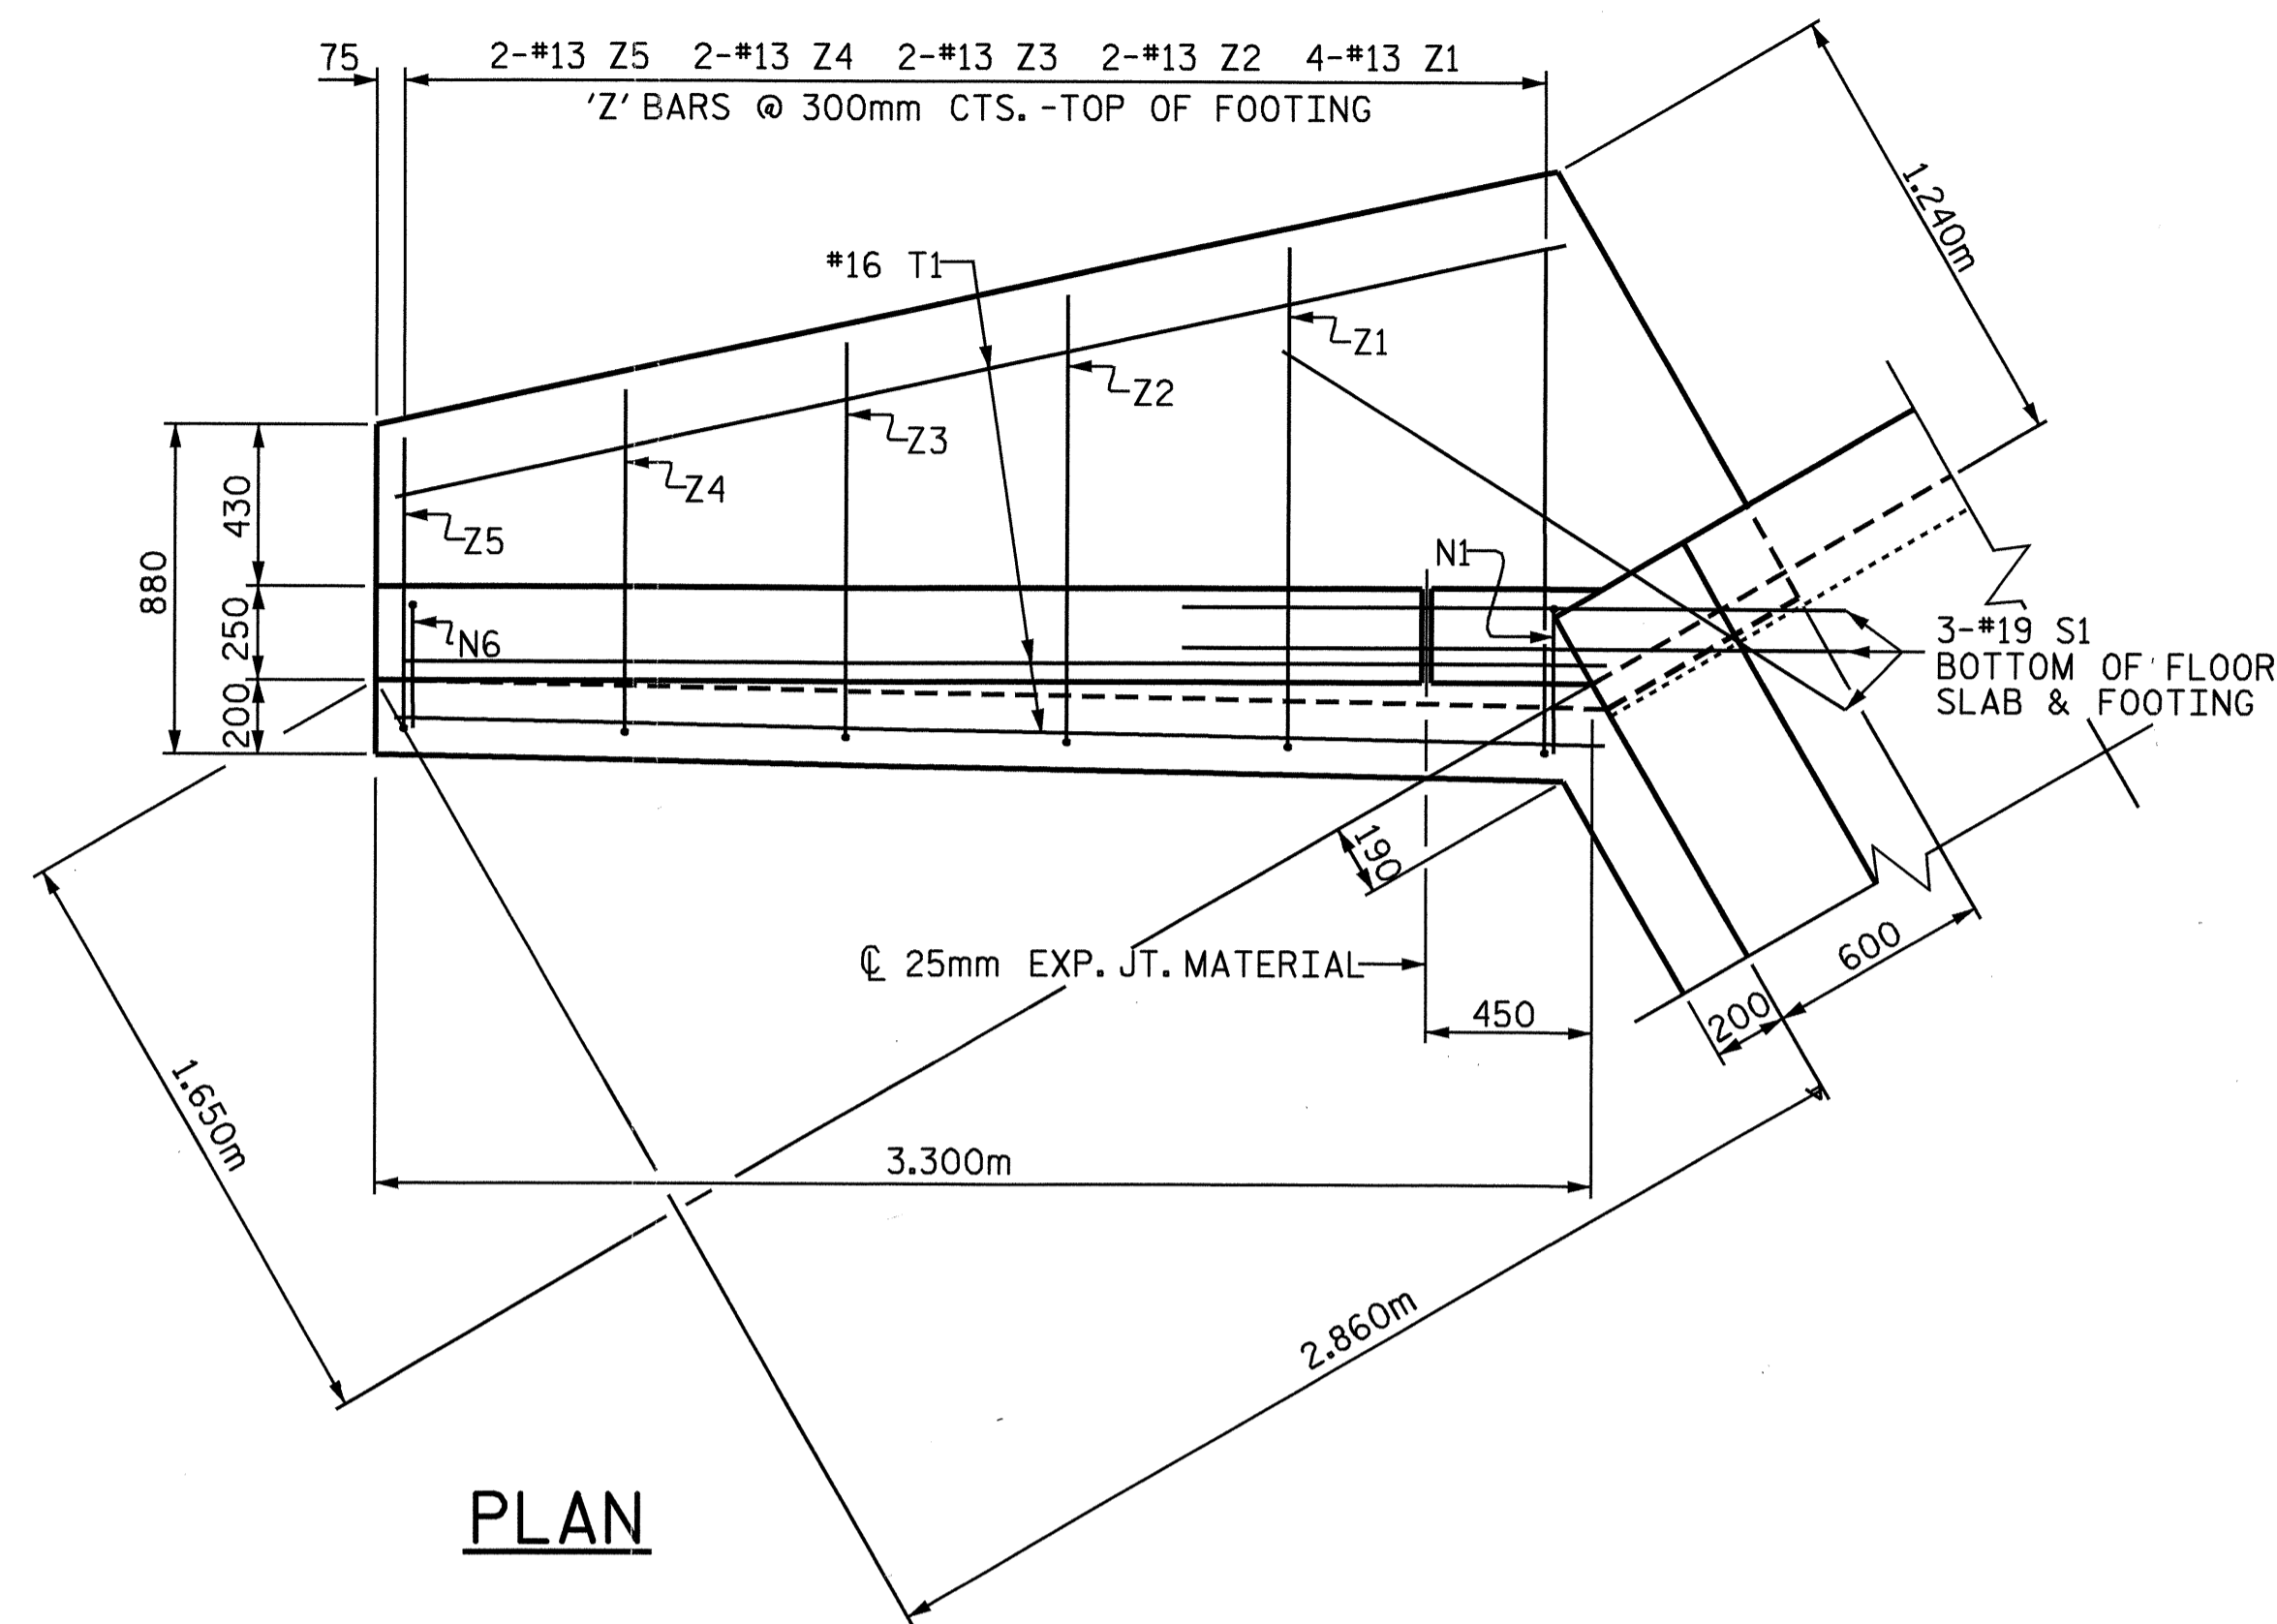 75
2-#13 Z5 2-#13 Z4 2-#13 Z3 2-#13 Z2 4-#13 Z1
'Z' BARS @ 300mm CTS.-TOP OF FOOTING
1.240m
#16 T1
Z1
Z2
Z3
Z4
Z5
430
880
250
200
N6
N1
3-#19 S1
BOTTOM OF FLOOR
SLAB & FOOTING
190
℄ 25mm EXP. JT. MATERIAL
600
200
450
1.650m
3.300m
2.860m
PLAN